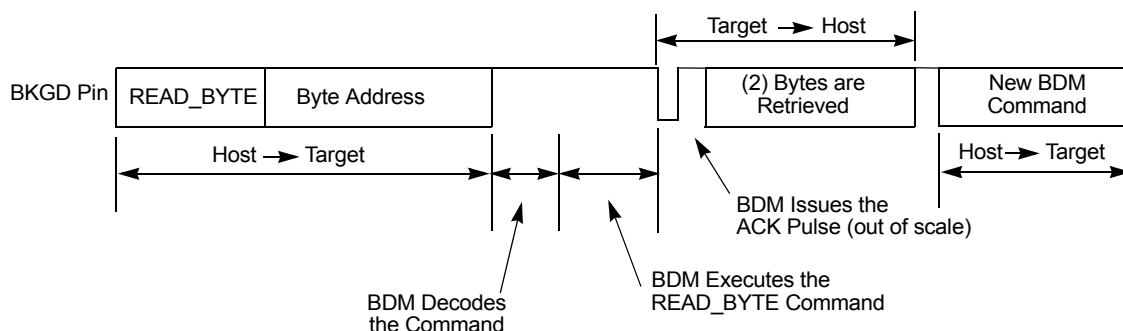 Target → Host
BKGD Pin
READ_BYTE
Byte Address
(2) Bytes are
Retrieved
New BDM
Command
Host → Target
Host → Target
BDM Issues the
ACK Pulse (out of scale)
BDM Executes the
READ_BYTE Command
BDM Decodes
the Command